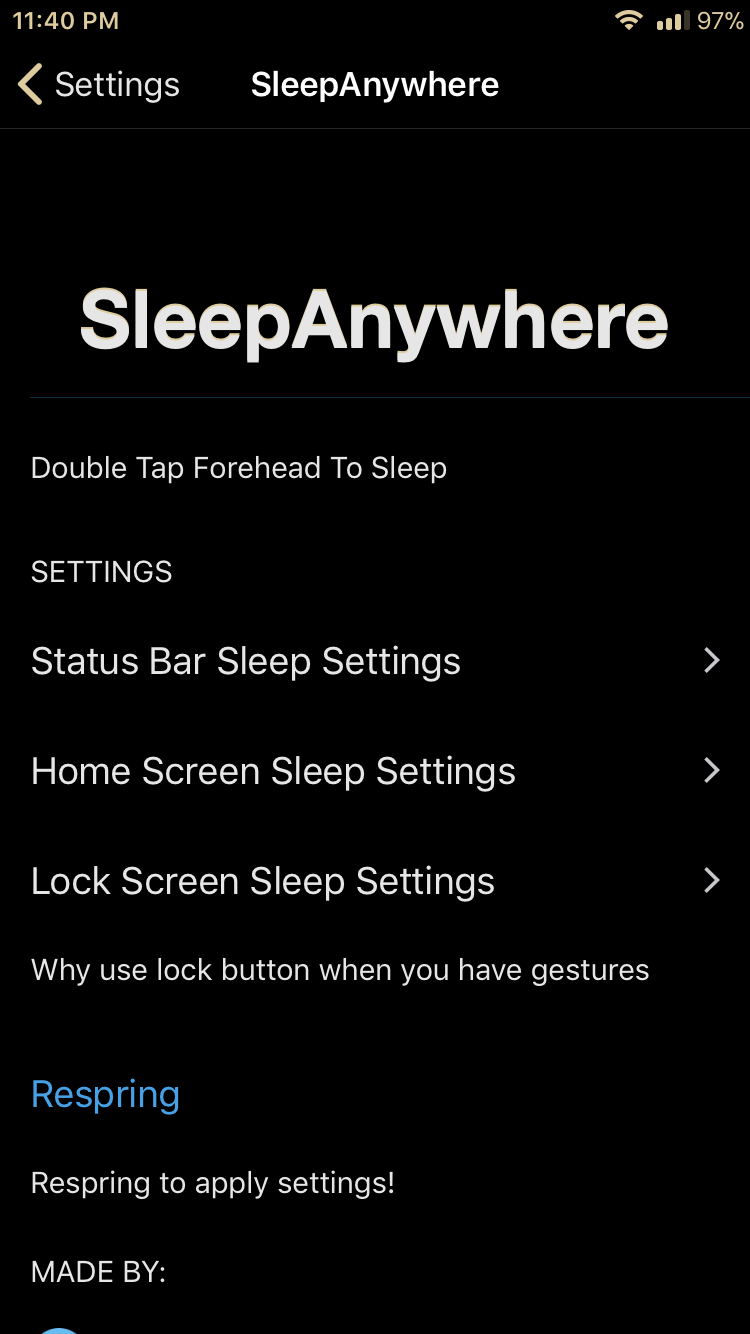 11:40 PM 97%
Settings SleepAnywhere
SleepAnywhere
Double Tap Forehead To Sleep
SETTINGS
Status Bar Sleep Settings
Home Screen Sleep Settings
Lock Screen Sleep Settings
Why use lock button when you have gestures
Respring
Respring to apply settings!
MADE BY: